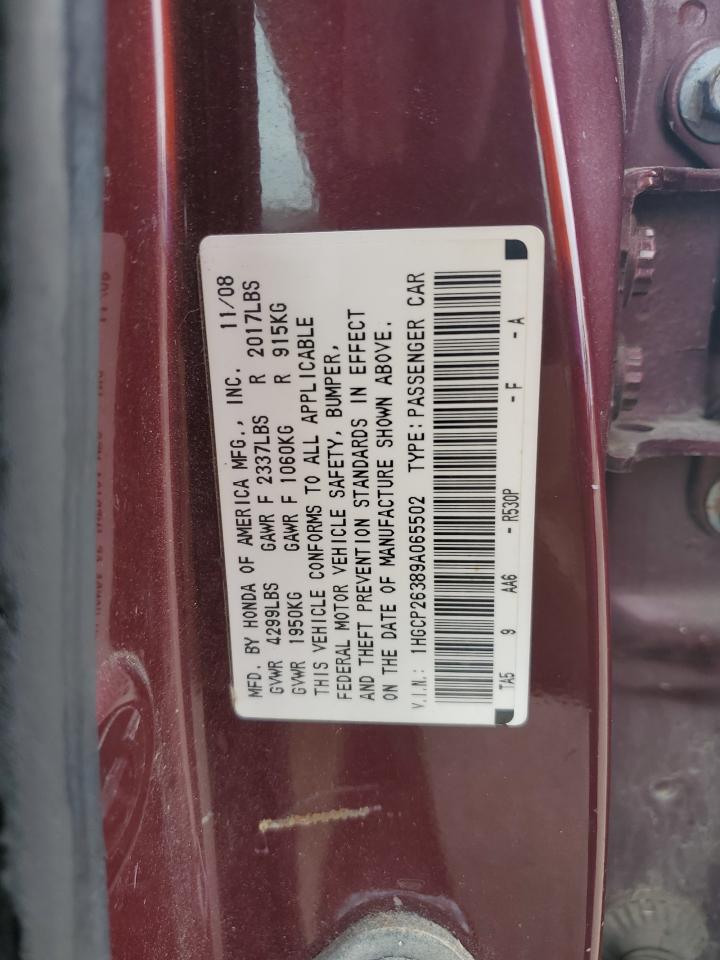 MFD. BY HONDA OF AMERICA MFG., INC. 11/08
GVWR 4299LBS GAWR F 2337LBS R 2017LBS
GVWR 1950KG GAWR F 1060KG R 915KG
THIS VEHICLE CONFORMS TO ALL APPLICABLE
FEDERAL MOTOR VEHICLE SAFETY, BUMPER,
AND THEFT PREVENTION STANDARDS IN EFFECT
ON THE DATE OF MANUFACTURE SHOWN ABOVE.
V.I.N.: 1HGCP26389A065502 TYPE:PASSENGER CAR
TA5 9 AA6 -R530P -F -A